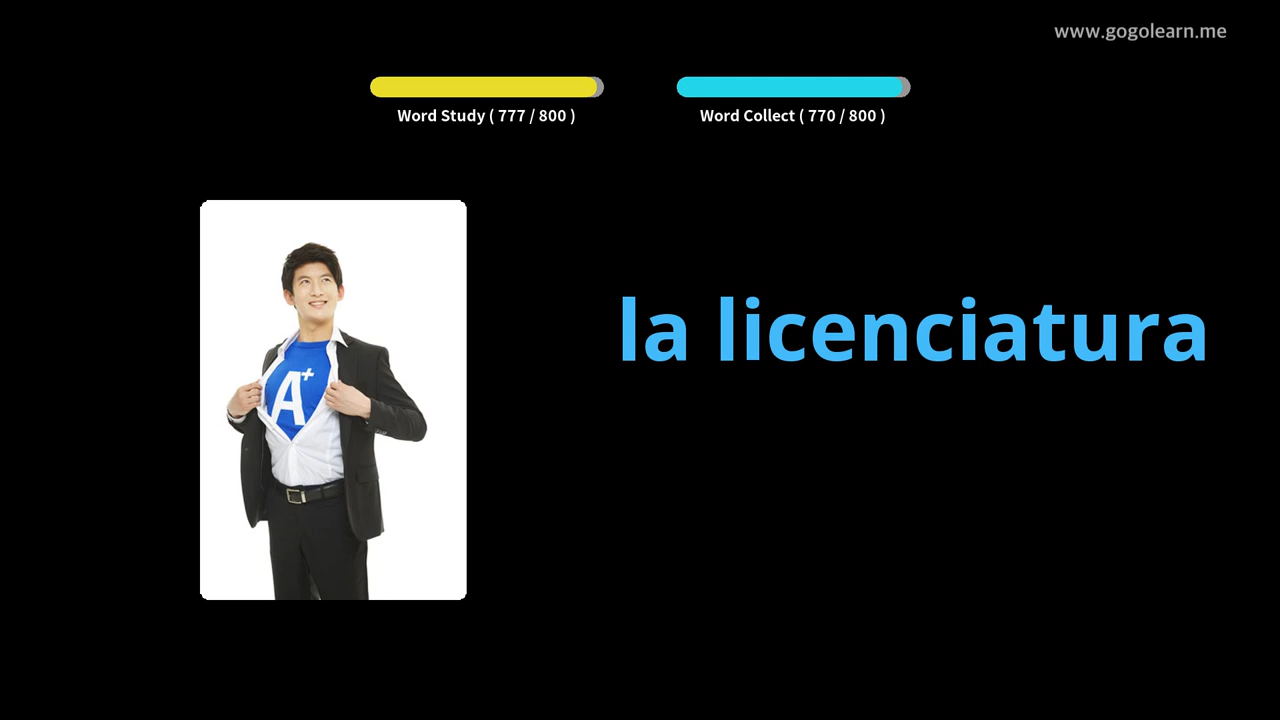 www.gogolearn.me
Word Study ( 777 / 800 )
Word Collect ( 770 / 800 )
la licenciatura
A+